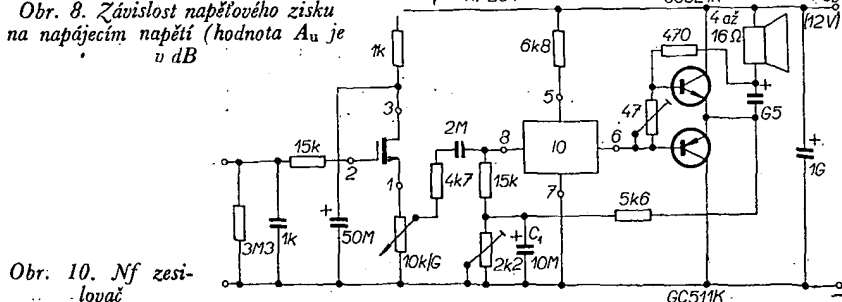 Obr. 8. Závislost napěťového zisku
na napájecím napětí (hodnota Au je
v dB
1k
6k8
470
4 až
16Ω
(12V)
3
5
47
+
G5
2M
8
IO
6
15k
2
4k7
15k
7
+
1G
1
5k6
3M3
1k
+
50M
10k/G
2k2
+
C1
10M
Obr. 10. Nf zesi-
lovač
GC511K